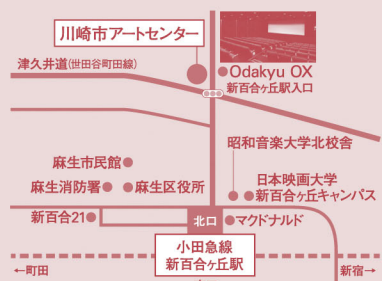 川崎市アートセンター
津久井道(世田谷町田線)
Odakyu OX
新百合ヶ丘駅入口
昭和音楽大学北校舎
麻生市民館
日本映画大学
新百合ヶ丘キャンパス
麻生消防署
麻生区役所
新百合21
北口
マクドナルド
小田急線
新百合ヶ丘駅
←町田
新宿→